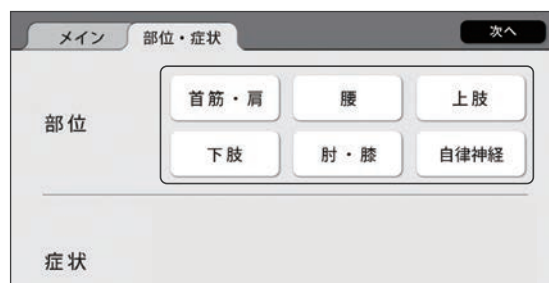 メイン 部位・症状 次へ
部位
首筋・肩 腰 上肢
下肢 肘・膝 自律神経
症状